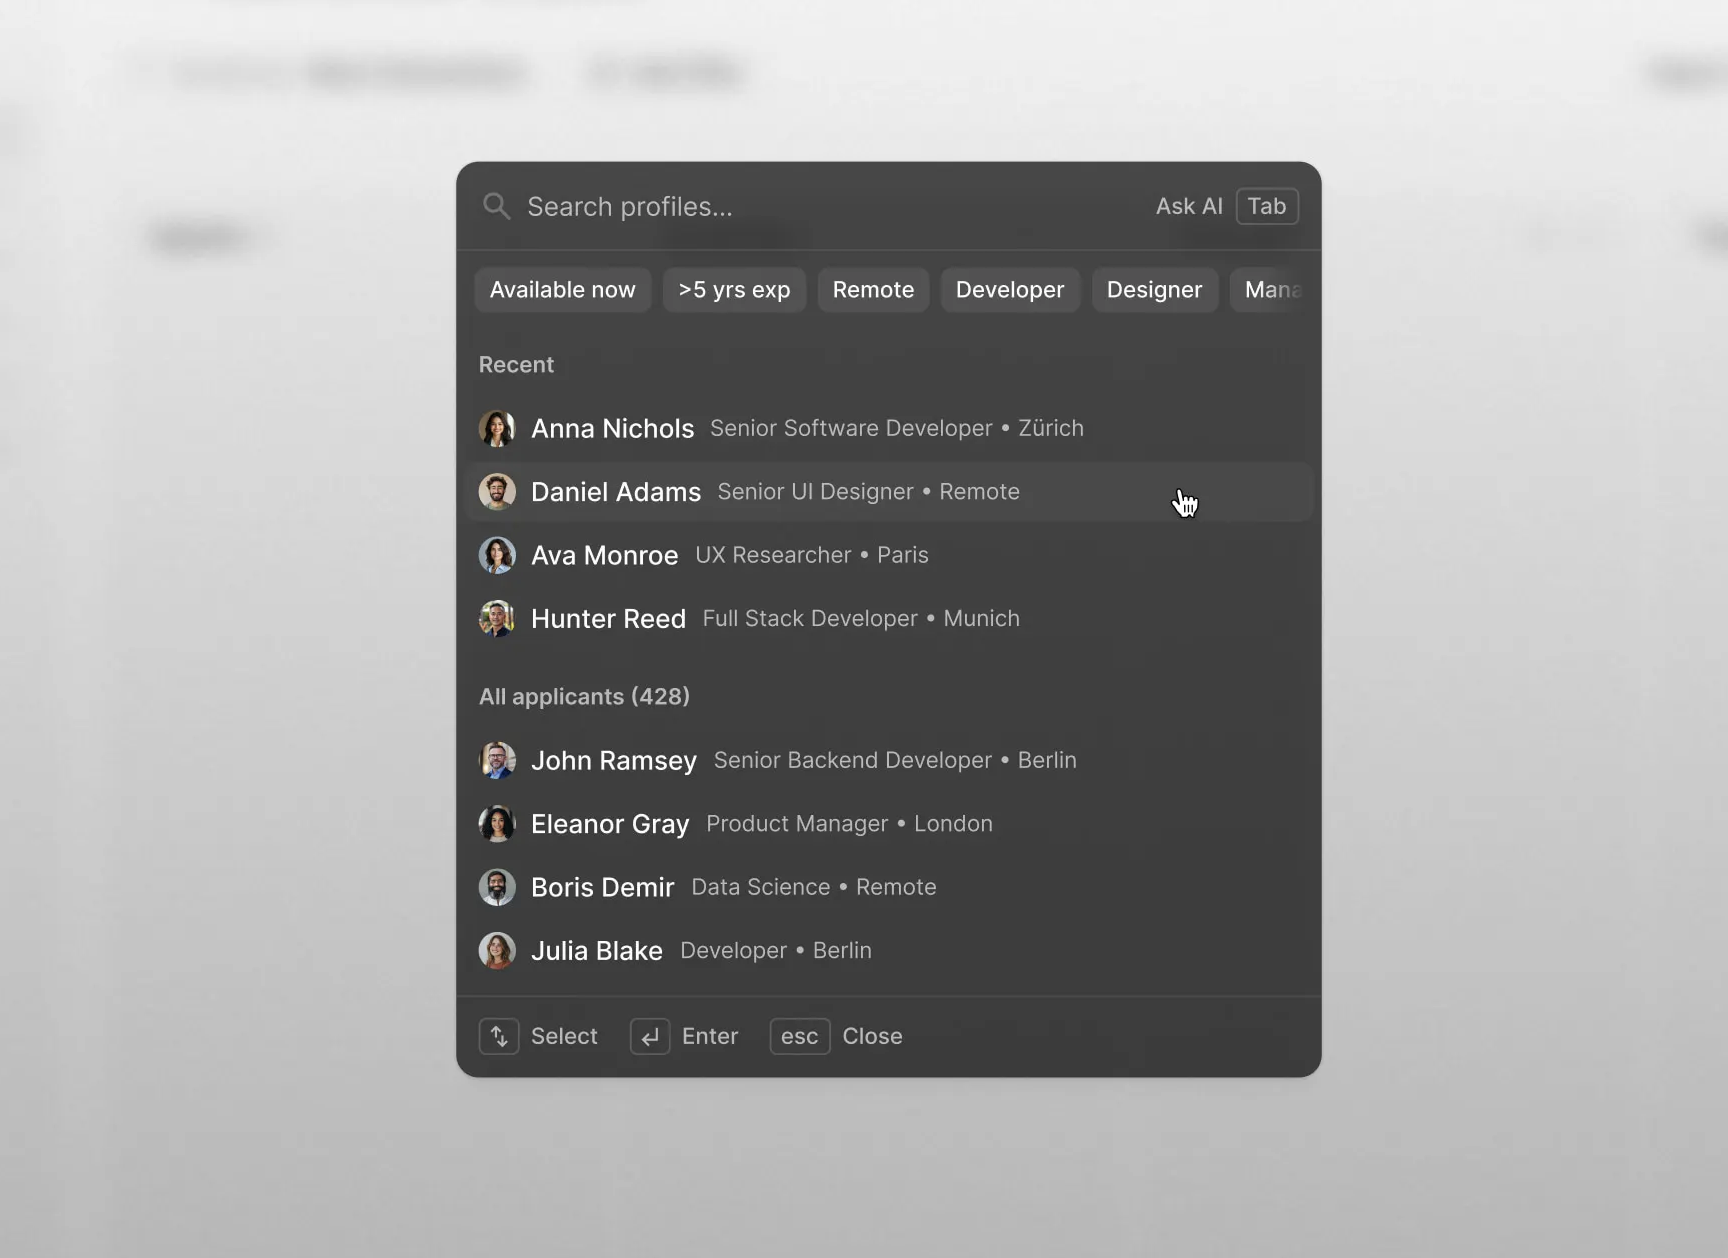 Search profiles...
Ask AI Tab
Available now >5 yrs exp Remote Developer Designer Mana
Recent
Anna Nichols Senior Software Developer • Zürich
Daniel Adams Senior UI Designer • Remote
Ava Monroe UX Researcher • Paris
Hunter Reed Full Stack Developer • Munich
All applicants (428)
John Ramsey Senior Backend Developer • Berlin
Eleanor Gray Product Manager • London
Boris Demir Data Science • Remote
Julia Blake Developer • Berlin
Select Enter esc Close